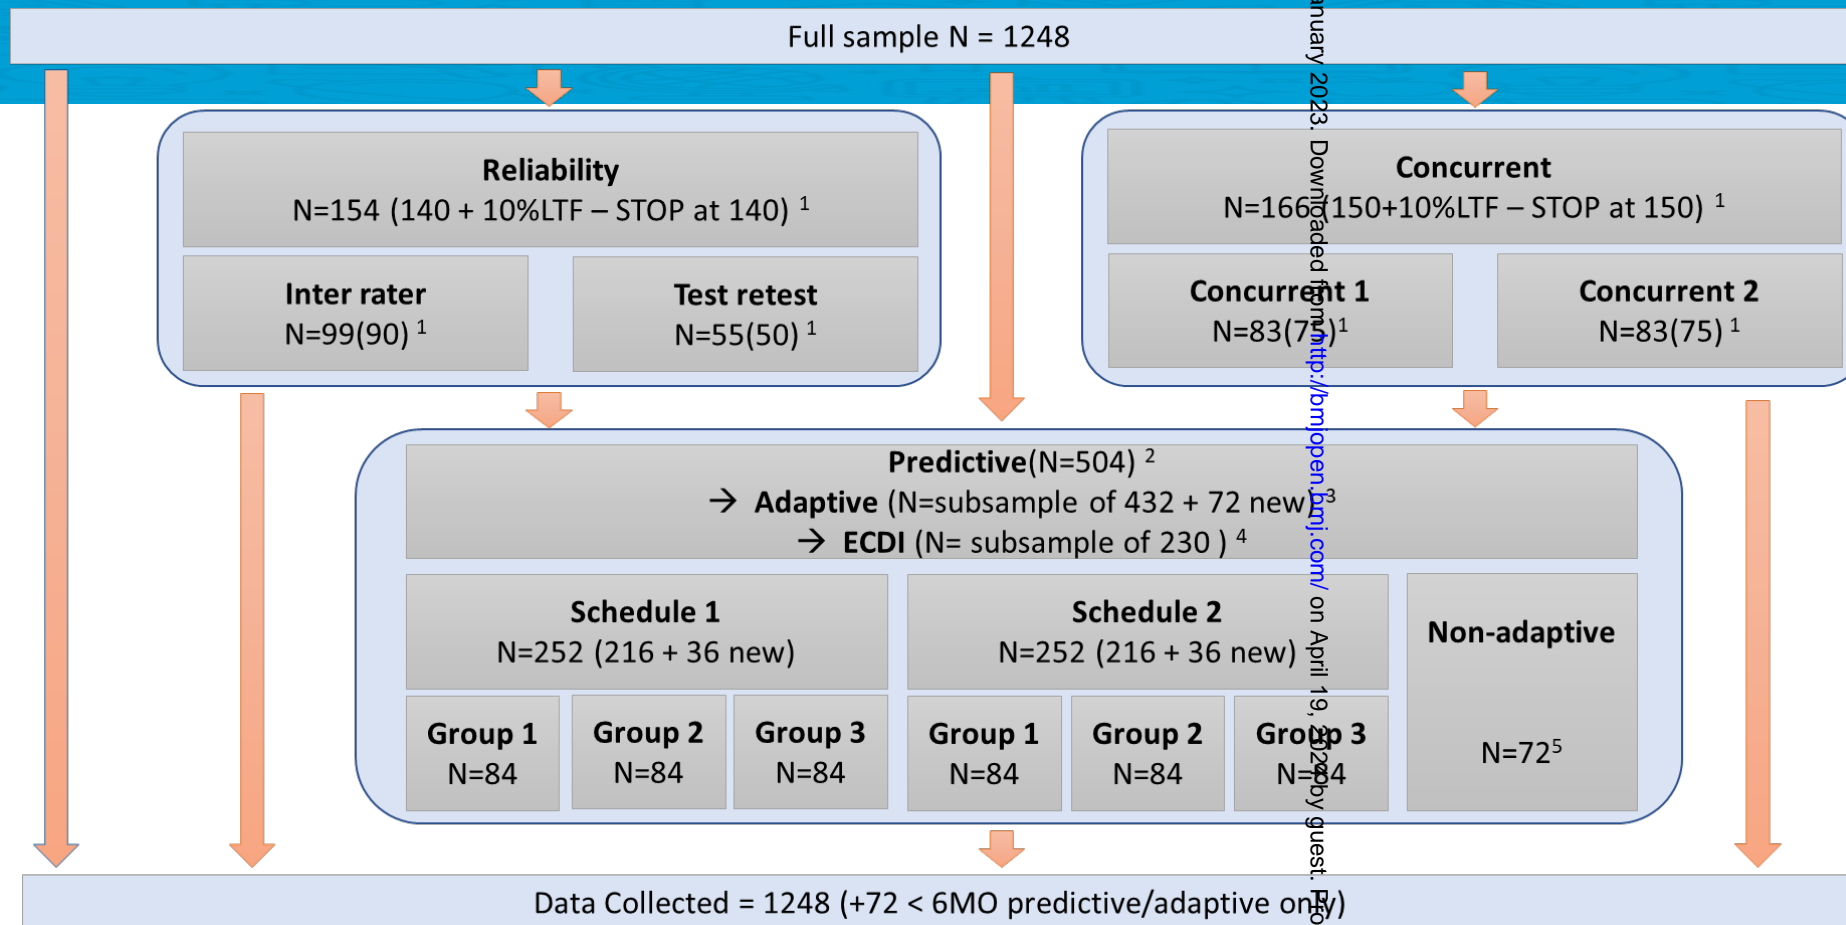 Full sample N = 1248
Reliability
N=154 (140 + 10%LTF – STOP at 140) 1
Inter rater
N=99(90) 1
Test retest
N=55(50) 1
Concurrent
N=166 (150+10%LTF – STOP at 150) 1
Concurrent 1
N=83(75)1
Concurrent 2
N=83(75) 1
Predictive(N=504) 2
→ Adaptive (N=subsample of 432 + 72 new) 3
→ ECDI (N= subsample of 230 ) 4
Schedule 1
N=252 (216 + 36 new)
Schedule 2
N=252 (216 + 36 new)
Non-adaptive
N=725
Group 1
N=84
Group 2
N=84
Group 3
N=84
Group 1
N=84
Group 2
N=84
Group 3
N=84
Data Collected = 1248 (+72 < 6MO predictive/adaptive only)
2023. Downloaded from http://bmjopen.bmj.com/ on April 19, 2024 by guest.